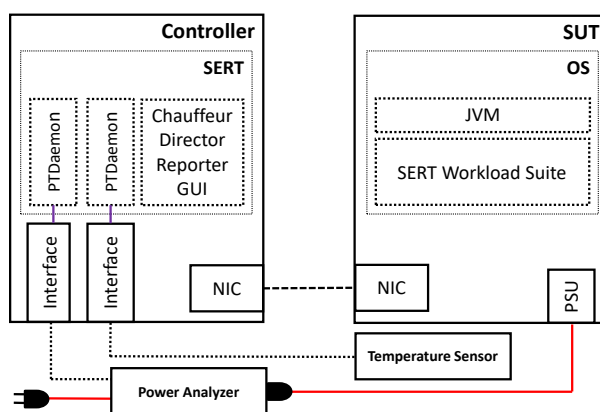 Controller
SERT
PTDaemon
PTDaemon
Chauffeur
Director
Reporter
GUI
Interface
Interface
NIC
SUT
OS
JVM
SERT Workload Suite
NIC
PSU
Temperature Sensor
Power Analyzer